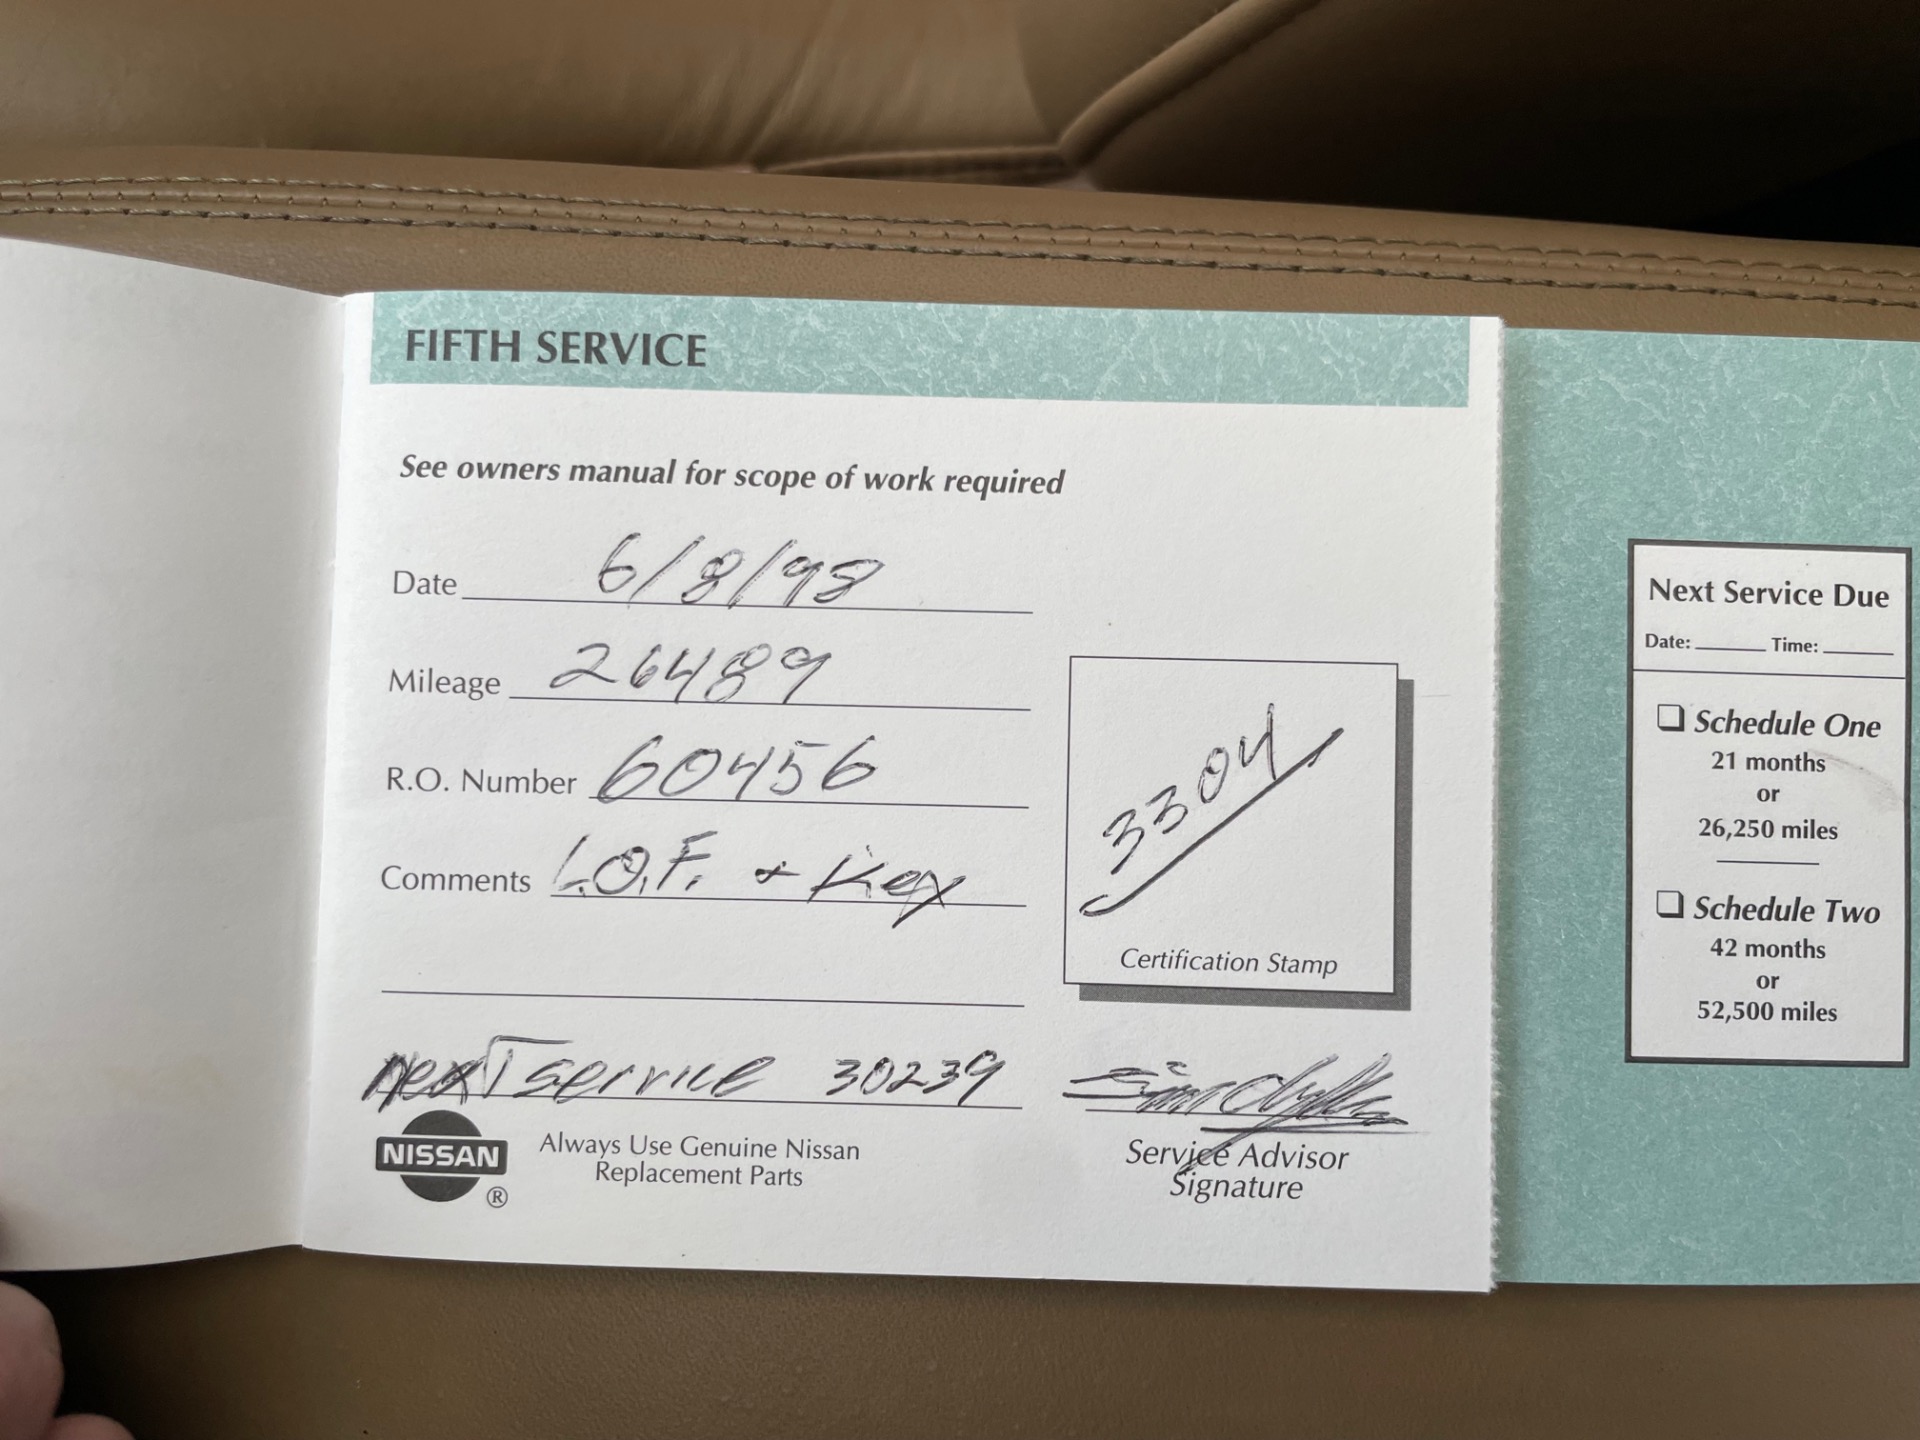 FIFTH SERVICE
See owners manual for scope of work required
Date 6/8/98
Mileage 26489
R.O. Number 60456
Comments L.O.F. + Key
3304
Certification Stamp
next service 30239
NISSAN
®
Always Use Genuine Nissan
Replacement Parts
Service Advisor
Signature
Next Service Due
Date: Time:
Schedule One
21 months
or
26,250 miles
Schedule Two
42 months
or
52,500 miles